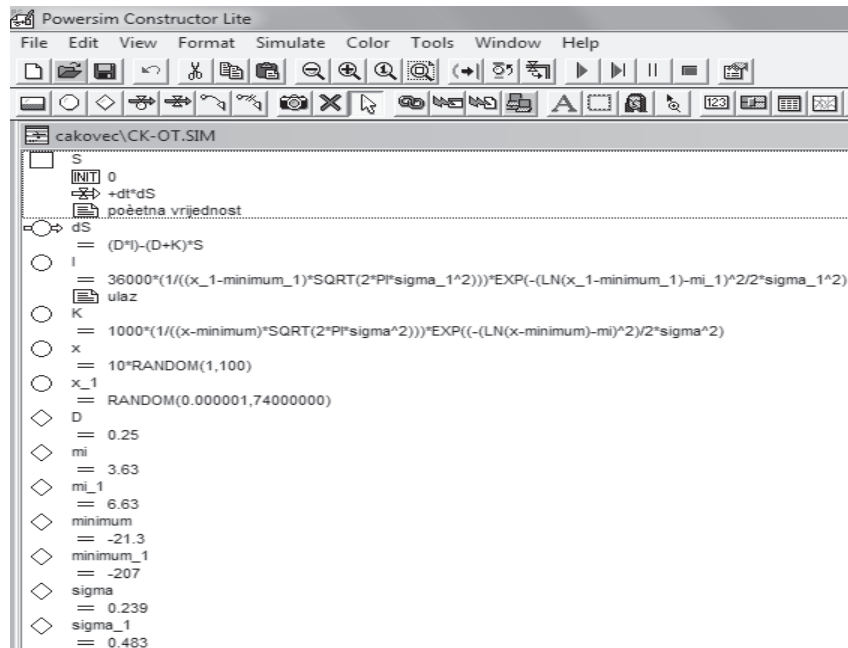 Powersim Constructor Lite
File Edit View Format Simulate Color Tools Window Help
123
cakovec\CK-OT.SIM
S
INIT 0
+dt*dS
poèetna vrijednost
dS
= (D*I)-(D+K)*S
I
= 36000*(1/((x_1-minimum_1)*SQRT(2*PI*sigma_1^2)))*EXP(-(LN(x_1-minimum_1)-mi_1)^2/2*sigma_1^2)
ulaz
K
= 1000*(1/((x-minimum)*SQRT(2*PI*sigma^2)))*EXP((-(LN(x-minimum)-mi)^2)/2*sigma^2)
x
= 10*RANDOM(1,100)
x_1
= RANDOM(0.000001,74000000)
D
= 0.25
mi
= 3.63
mi_1
= 6.63
minimum
= -21.3
minimum_1
= -207
sigma
= 0.239
sigma_1
= 0.483